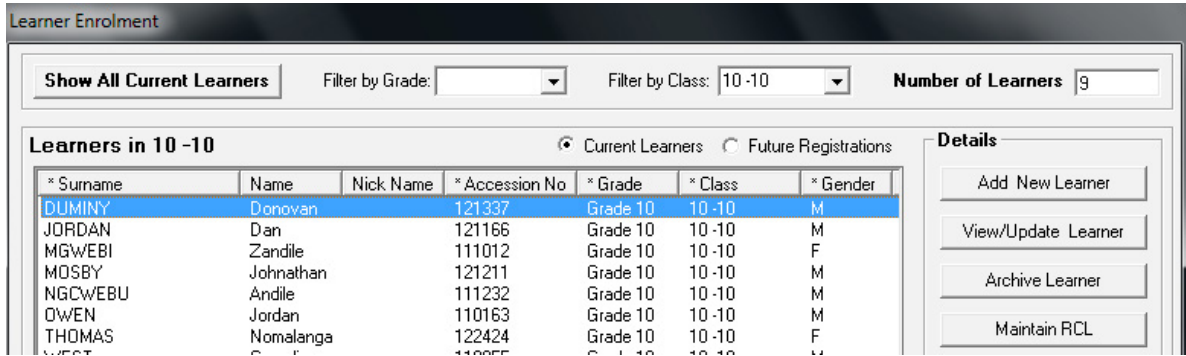 Learner Enrolment
Show All Current Learners Filter by Grade: Filter by Class: 10 -10 Number of Learners 9
Learners in 10 -10 Current Learners Future Registrations Details
* Surname Name Nick Name * Accession No * Grade * Class * Gender
Add New Learner
DUMINY Donovan 121337 Grade 10 10 -10 M
JORDAN Dan 121166 Grade 10 10 -10 M
View/Update Learner
MGWEBI Zandile 111012 Grade 10 10 -10 F
MOSBY Johnathan 121211 Grade 10 10 -10 M
Archive Learner
NGCWEBU Andile 111232 Grade 10 10 -10 M
OWEN Jordan 110163 Grade 10 10 -10 M
Maintain RCL
THOMAS Nomalanga 122424 Grade 10 10 -10 F
WEST Grade 10 10 -10 M